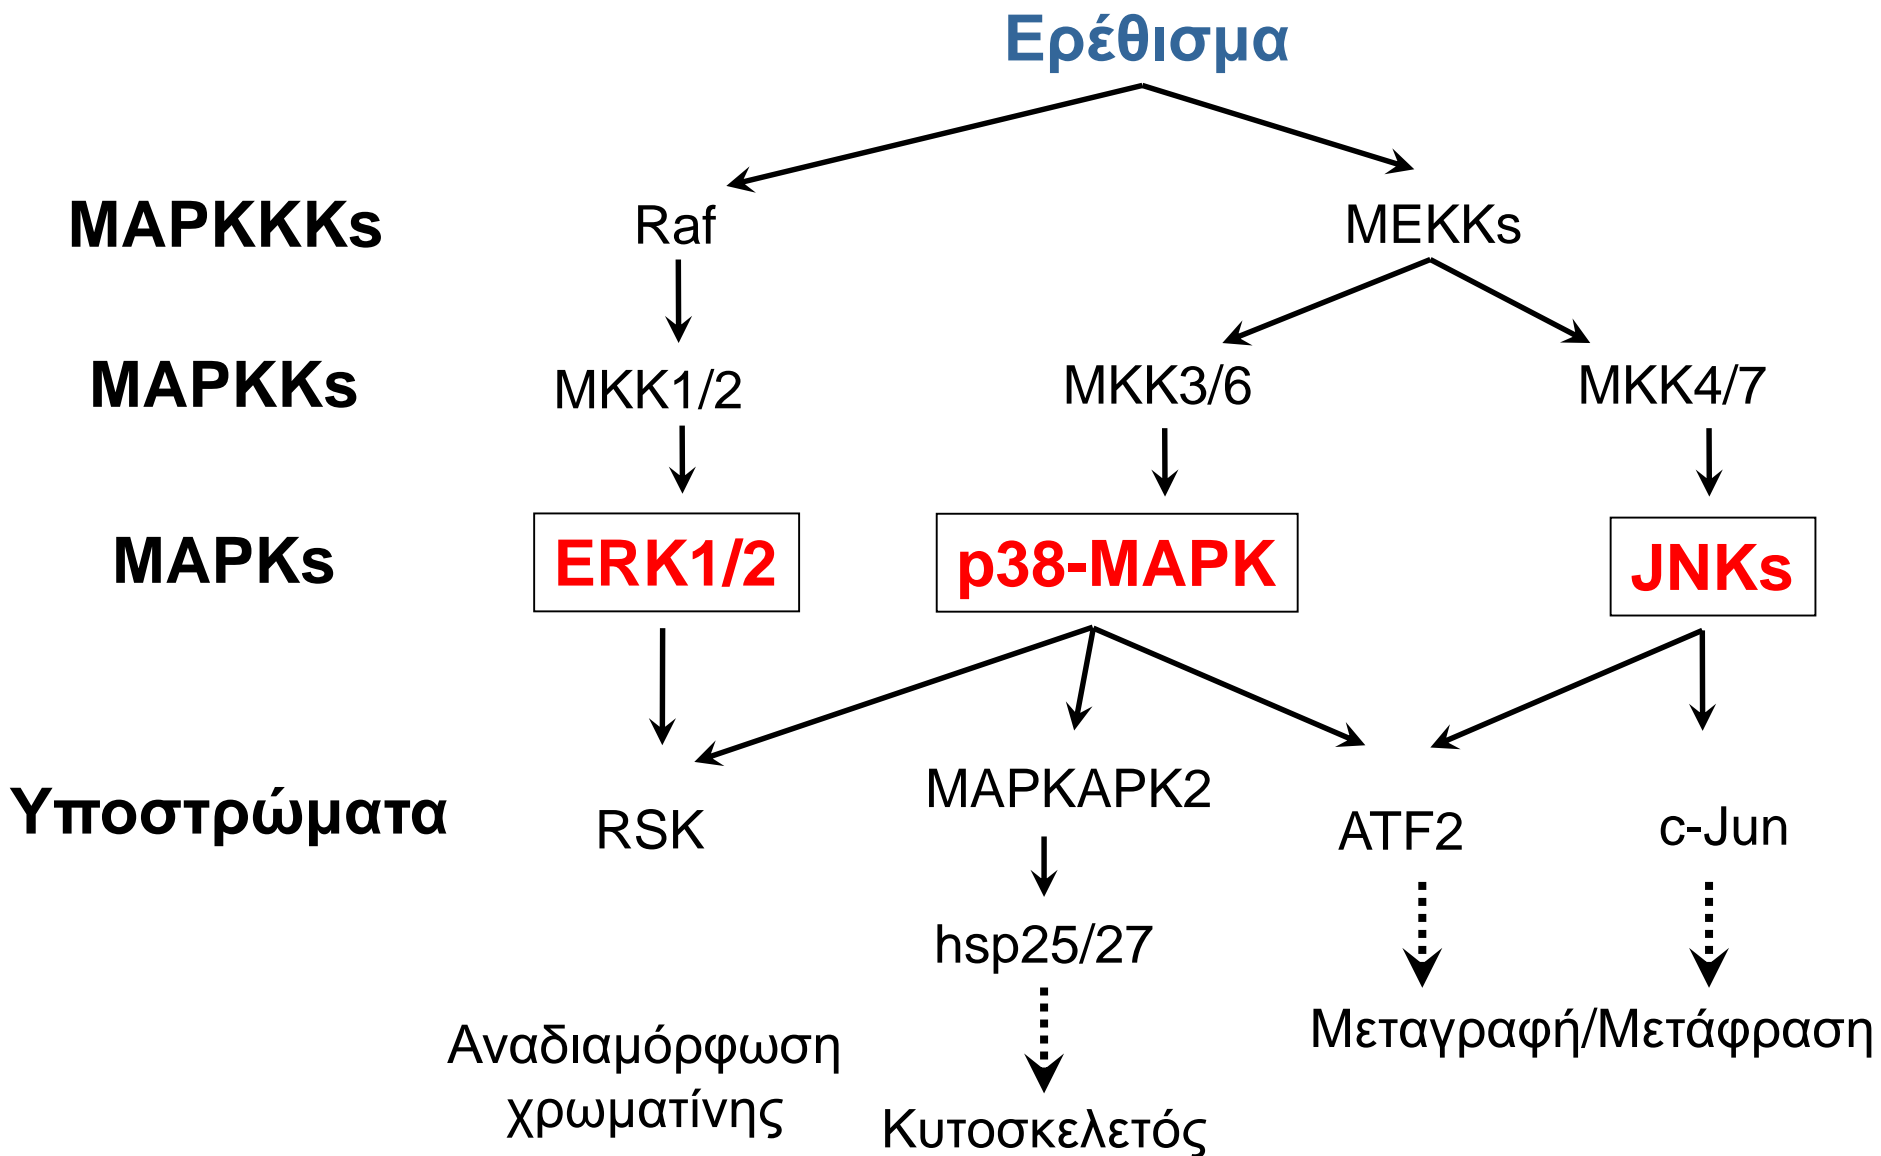 Ερέθισμα
MAPKKKs
Raf
MEKKs
MAPKKs
MKK1/2
MKK3/6
MKK4/7
MAPKs
ERK1/2
p38-MAPK
JNKs
Υποστρώματα
RSK
MAPKAPK2
ATF2
c-Jun
hsp25/27
Αναδιαμόρφωση
χρωματίνης
Μεταγραφή/Μετάφραση
Κυτοσκελετός